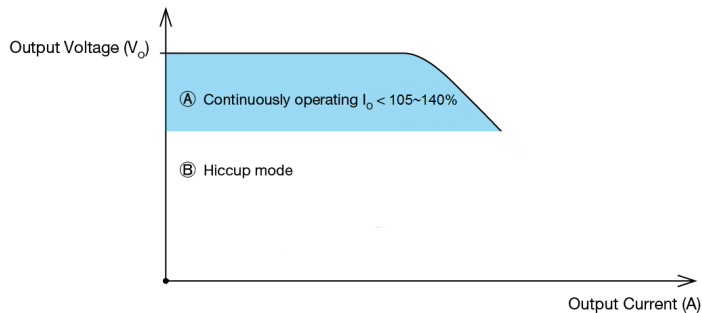 Output Voltage (Vo)
Ⓐ Continuously operating Io < 105~140%
Ⓑ Hiccup mode
Output Current (A)